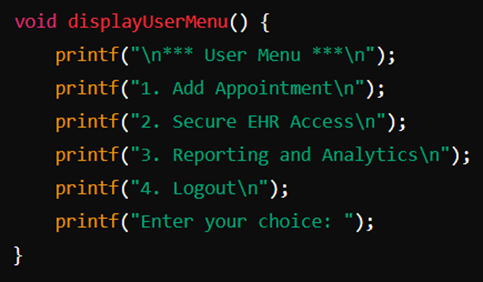 void displayUserMenu() {
    printf("\n*** User Menu ***\n");
    printf("1. Add Appointment\n");
    printf("2. Secure EHR Access\n");
    printf("3. Reporting and Analytics\n");
    printf("4. Logout\n");
    printf("Enter your choice: ");
}